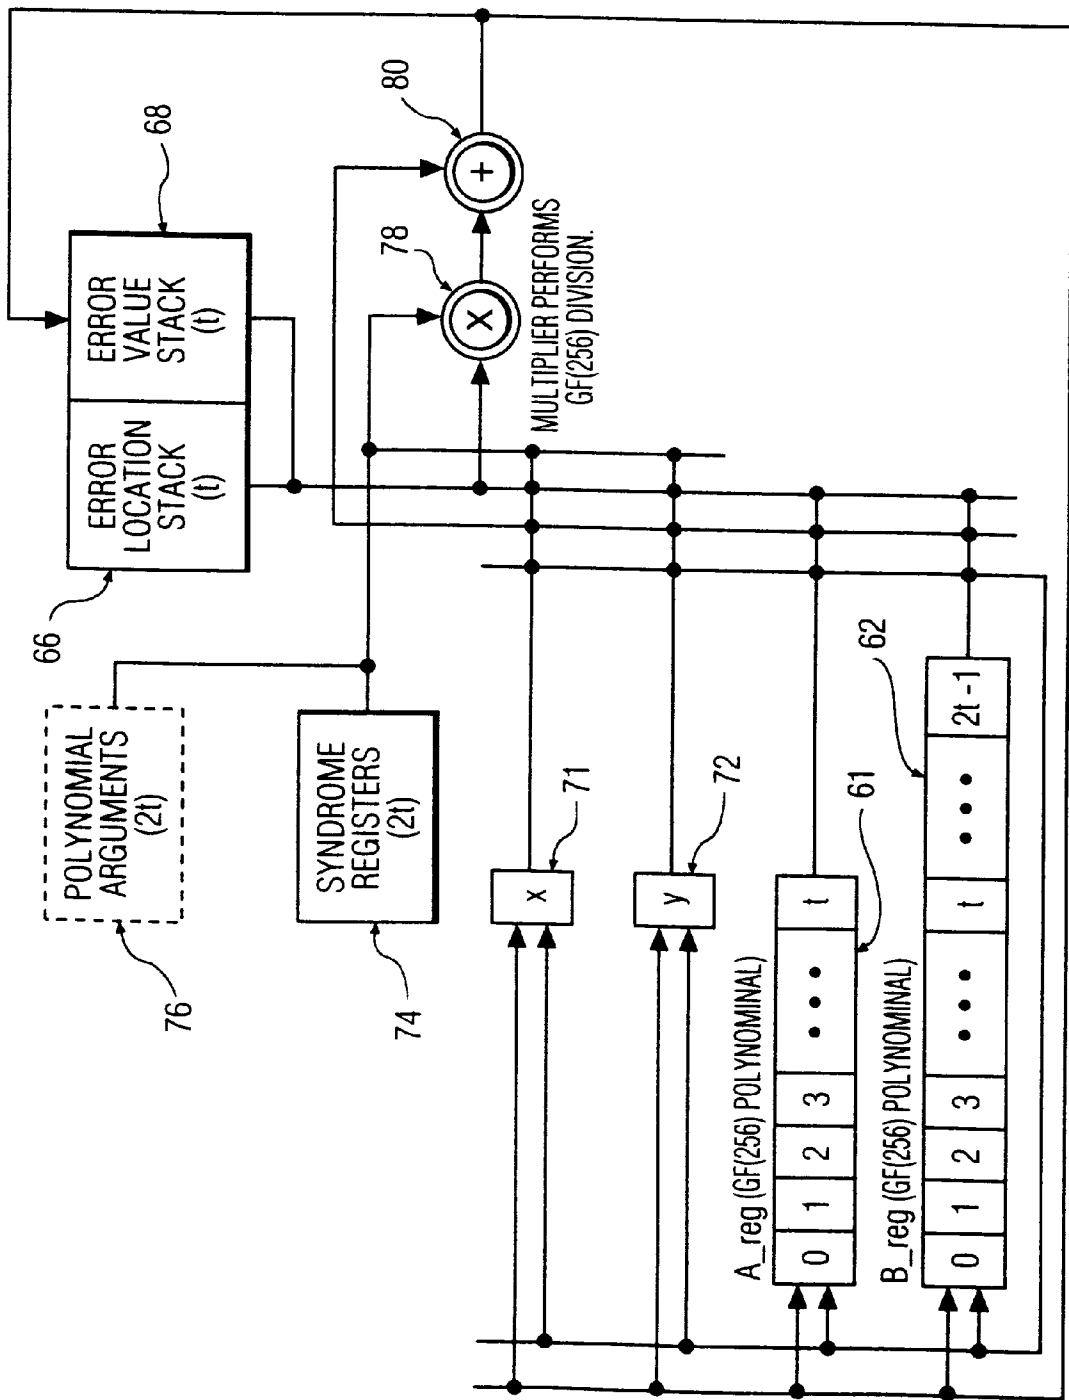 POLYNOMIAL
ARGUMENTS
(2t)
76
SYNDROME
REGISTERS
(2t)
74
ERROR
LOCATION
STACK
(t)
66
ERROR
VALUE
STACK
(t)
68
X
78
MULTIPLIER PERFORMS
GF(256) DIVISION.
+
80
x
71
y
72
A_reg (GF(256) POLYNOMINAL)
0 1 2 3 ••• t
61
B_reg (GF(256) POLYNOMINAL)
0 1 2 3 ••• t ••• 2t-1
62